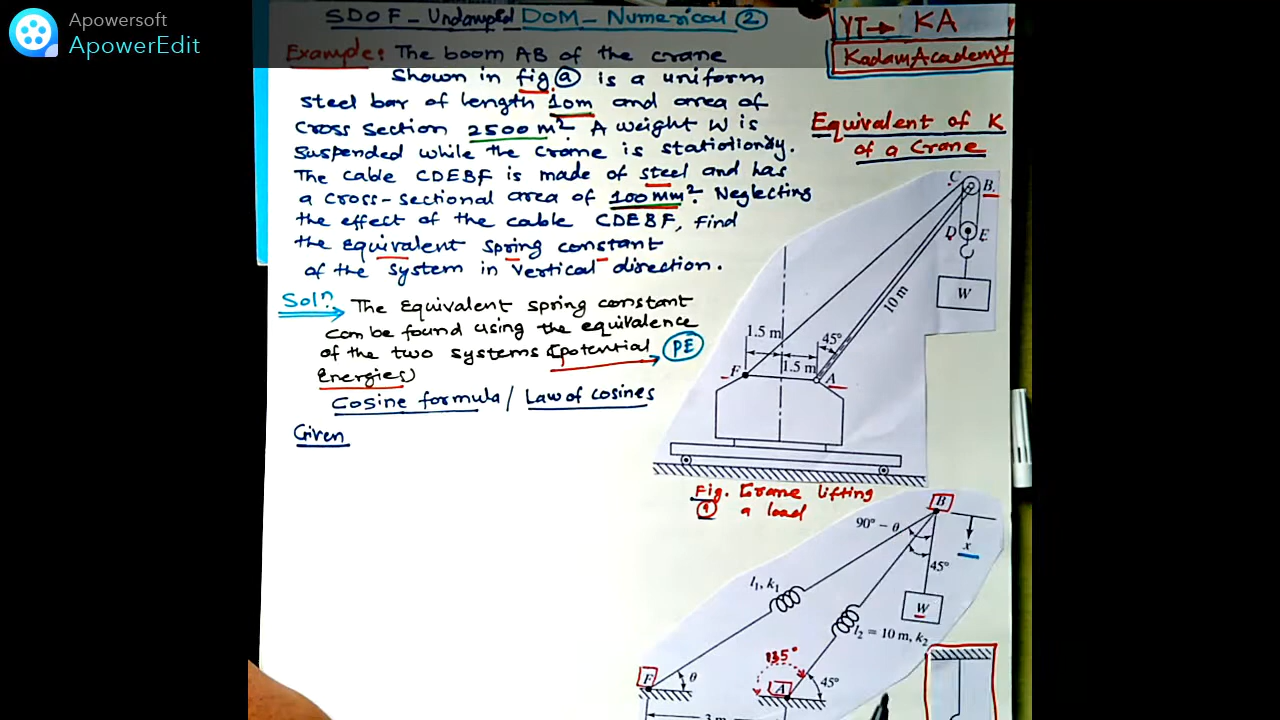 Apowersoft
ApowerEdit
SDOF_Undamped DOM_Numerical ②
YT→ KA
Kadam Academy
Example: The boom AB of the crane
Shown in fig ⓐ is a uniform
steel bar of length 10m and area of
cross section 2500 m². A weight W is
suspended while the crane is stationary.
The cable CDEBF is made of steel and has
a cross-sectional area of 100 mm². Neglecting
the effect of the cable CDEBF, Find
the equivalent spring constant
of the system in vertical direction.
Soln → The equivalent spring constant
can be found using the equivalence
of the two systems (potential → PE
Energies)
Cosine formula / Law of cosines
Given
Equivalent of K
of a Crane
C
B
D
E
W
10 m
45°
1.5 m
1.5 m
F
A
Fig. Crane lifting
a load
B
90° − θ
x
45°
W
l₁, k₁
l₂ = 10 m, k₂
135°
F
θ
A
45°
3 m